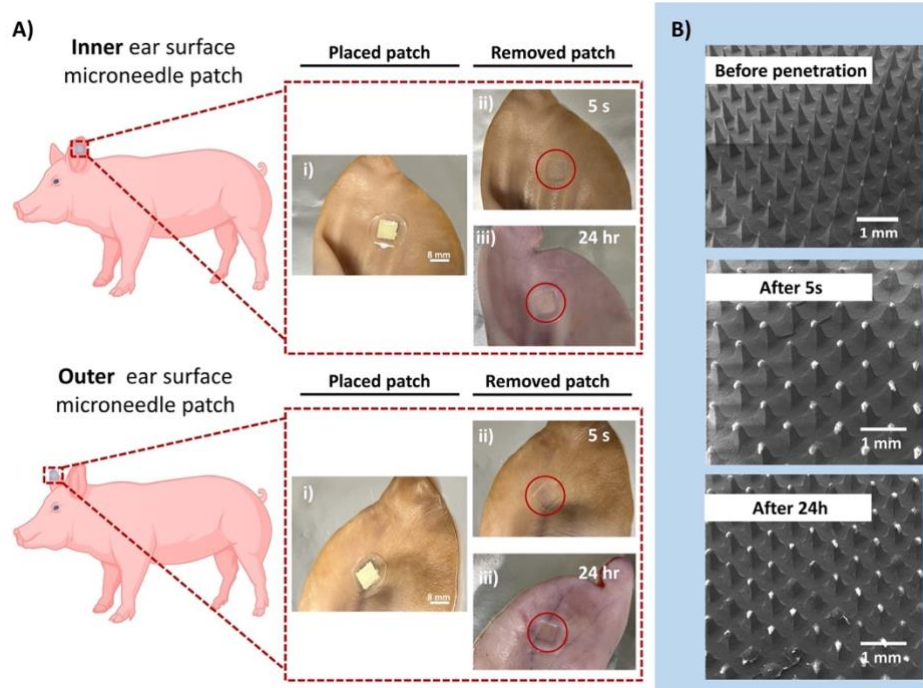 A)
Inner ear surface
microneedle patch
Placed patch
Removed patch
i)
8 mm
ii)
5 s
iii)
24 hr
Outer ear surface
microneedle patch
Placed patch
Removed patch
i)
8 mm
ii)
5 s
iii)
24 hr
B)
Before penetration
1 mm
After 5s
1 mm
After 24h
1 mm